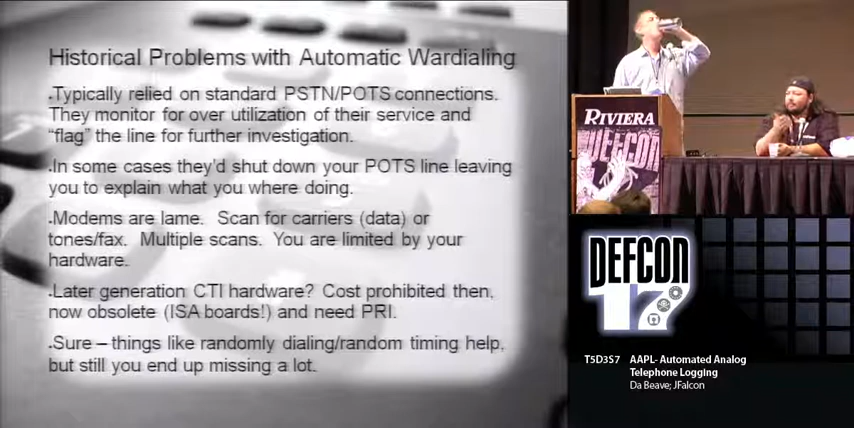 Historical Problems with Automatic Wardialing
.Typically relied on standard PSTN/POTS connections.
They monitor for over utilization of their service and
"flag" the line for further investigation.
.In some cases they'd shut down your POTS line leaving
you to explain what you where doing.
.Modems are lame. Scan for carriers (data) or
tones/fax. Multiple scans. You are limited by your
hardware.
.Later generation CTI hardware? Cost prohibited then,
now obsolete (ISA boards!) and need PRI.
.Sure – things like randomly dialing/random timing help,
but still you end up missing a lot.
RIVIERA
DEFCON
DEFCON
17
T5D3S7 AAPL- Automated Analog
Telephone Logging
Da Beave; JFalcon